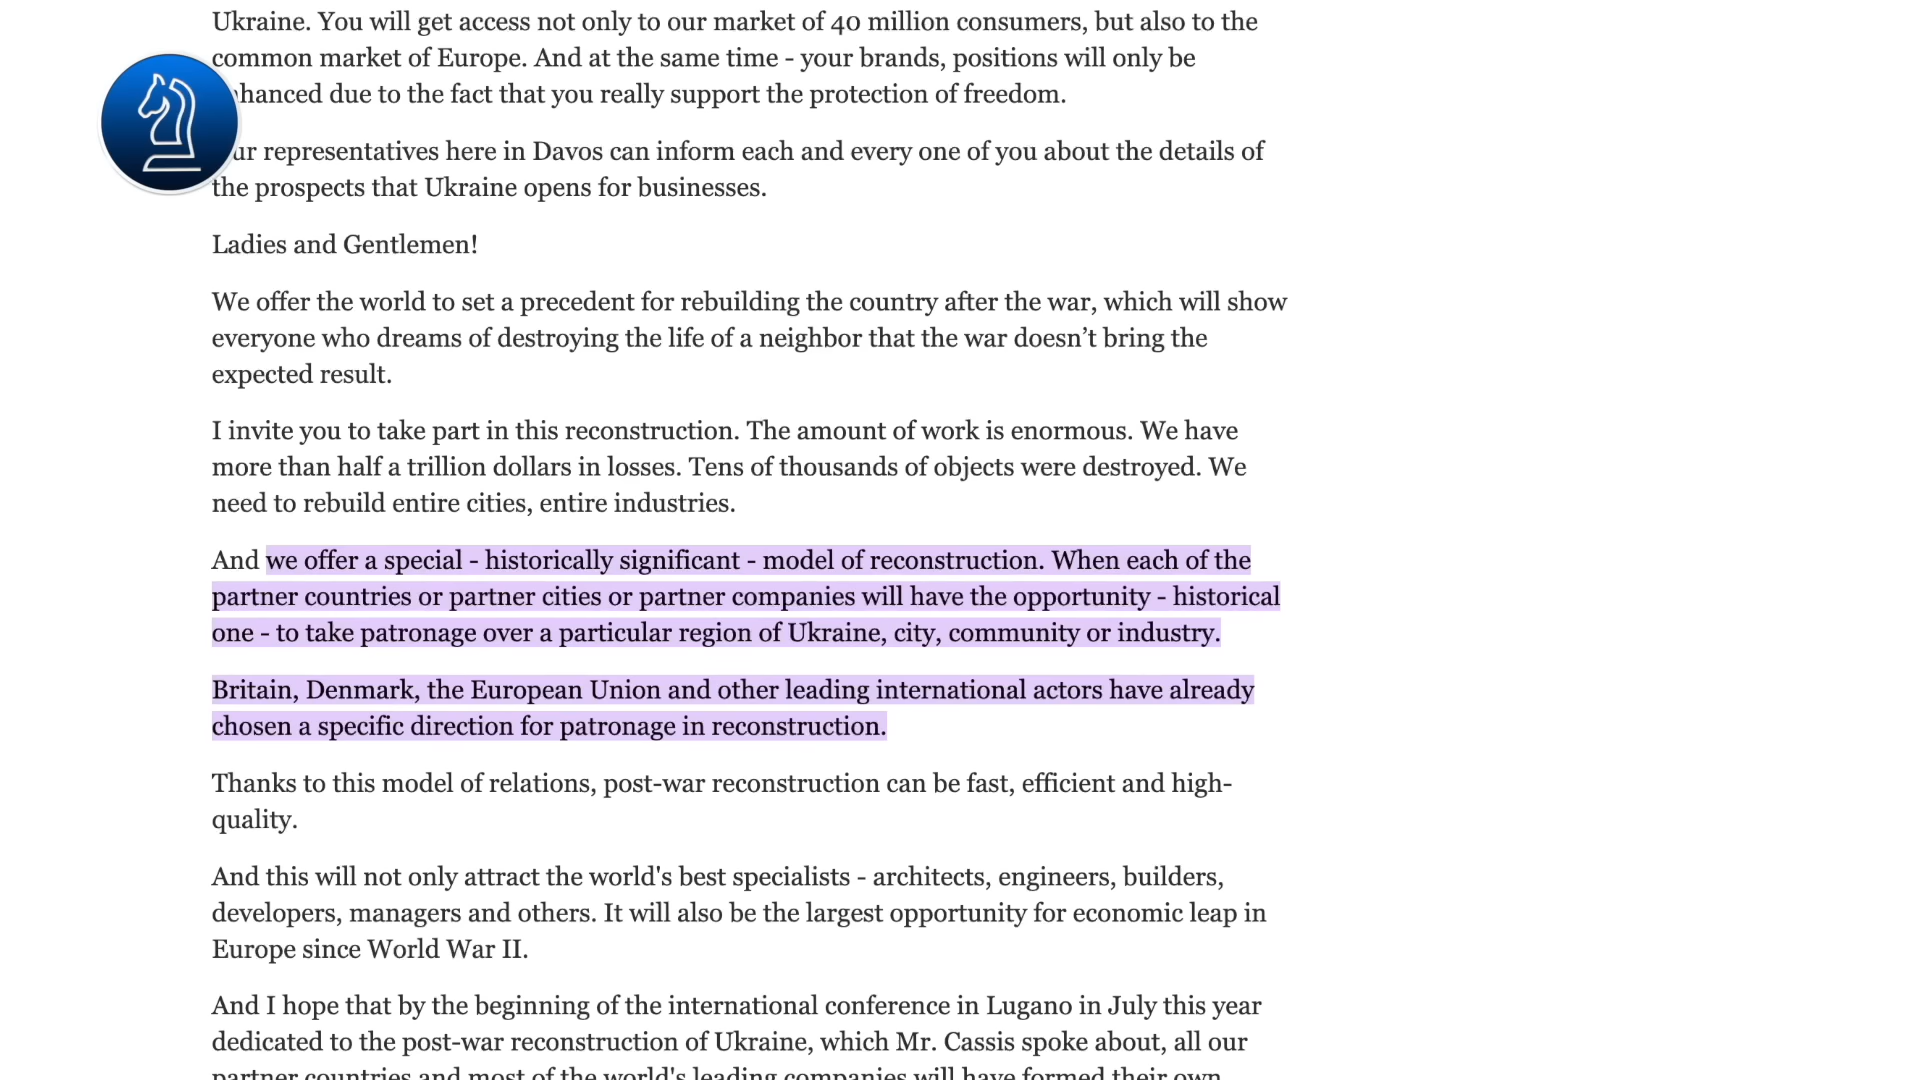 Ukraine. You will get access not only to our market of 40 million consumers, but also to the
common market of Europe. And at the same time - your brands, positions will only be
hanced due to the fact that you really support the protection of freedom.
ur representatives here in Davos can inform each and every one of you about the details of
the prospects that Ukraine opens for businesses.
Ladies and Gentlemen!
We offer the world to set a precedent for rebuilding the country after the war, which will show
everyone who dreams of destroying the life of a neighbor that the war doesn’t bring the
expected result.
I invite you to take part in this reconstruction. The amount of work is enormous. We have
more than half a trillion dollars in losses. Tens of thousands of objects were destroyed. We
need to rebuild entire cities, entire industries.
And we offer a special - historically significant - model of reconstruction. When each of the
partner countries or partner cities or partner companies will have the opportunity - historical
one - to take patronage over a particular region of Ukraine, city, community or industry.
Britain, Denmark, the European Union and other leading international actors have already
chosen a specific direction for patronage in reconstruction.
Thanks to this model of relations, post-war reconstruction can be fast, efficient and high-
quality.
And this will not only attract the world's best specialists - architects, engineers, builders,
developers, managers and others. It will also be the largest opportunity for economic leap in
Europe since World War II.
And I hope that by the beginning of the international conference in Lugano in July this year
dedicated to the post-war reconstruction of Ukraine, which Mr. Cassis spoke about, all our
partner countries and most of the world's leading companies will have formed their own